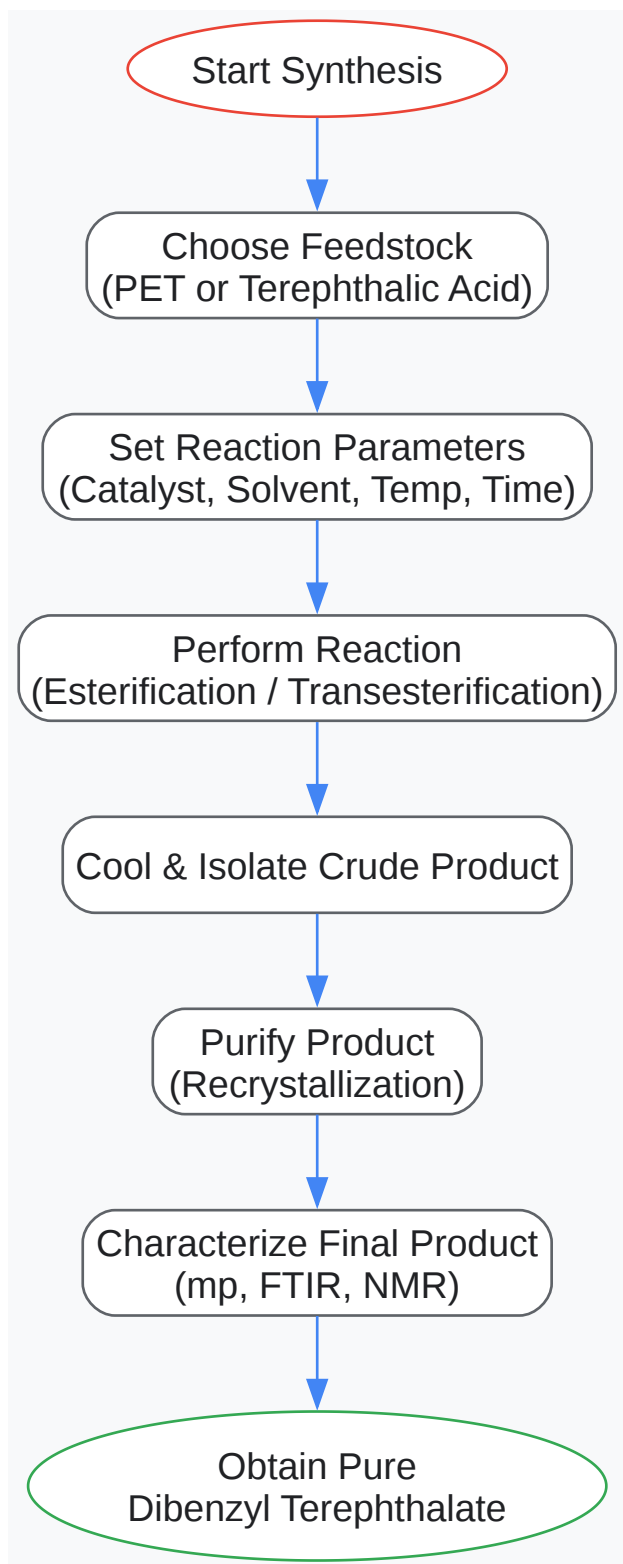 Start Synthesis
Choose Feedstock
(PET or Terephthalic Acid)
Set Reaction Parameters
(Catalyst, Solvent, Temp, Time)
Perform Reaction
(Esterification / Transesterification)
Cool & Isolate Crude Product
Purify Product
(Recrystallization)
Characterize Final Product
(mp, FTIR, NMR)
Obtain Pure
Dibenzyl Terephthalate